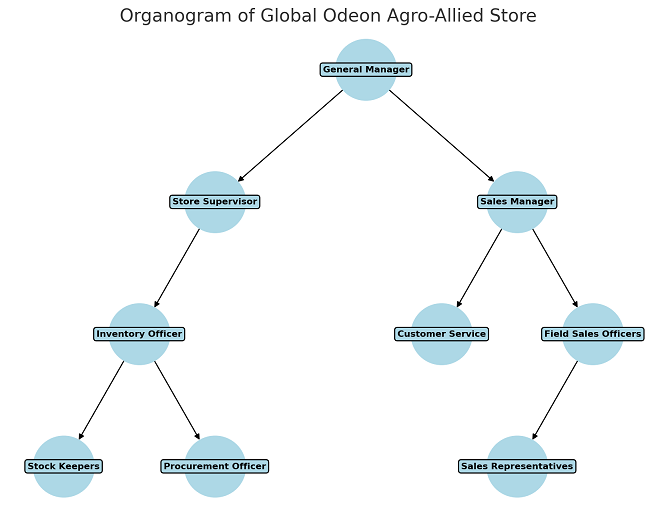 Organogram of Global Odeon Agro-Allied Store
General Manager
Store Supervisor
Sales Manager
Inventory Officer
Customer Service
Field Sales Officers
Stock Keepers
Procurement Officer
Sales Representatives